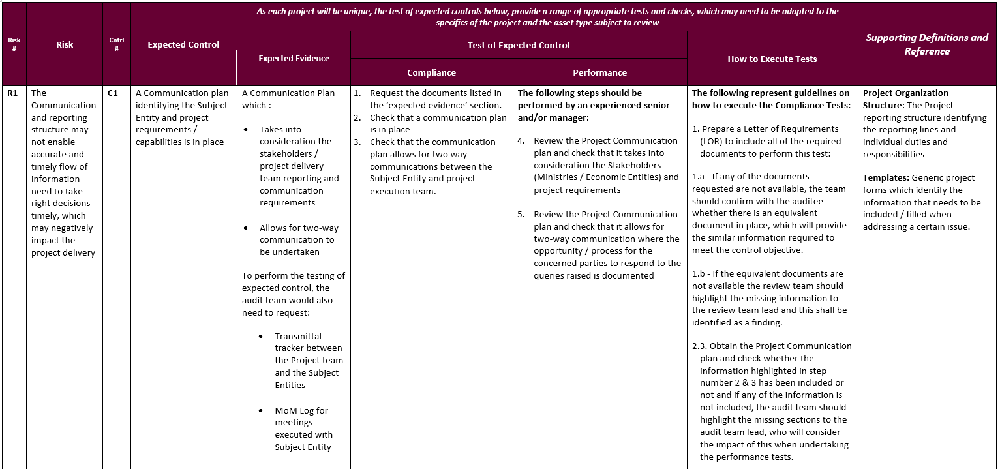 As each project will be unique, the test of expected controls below, provide a range of appropriate tests and checks, which may need to be adapted to the
specifics of the project and the asset type subject to review
Risk
#
Risk
Cntrl
#
Expected Control
Expected Evidence
Test of Expected Control
Compliance
Performance
How to Execute Tests
Supporting Definitions and
Reference
R1
The
Communication
and reporting
structure may
not enable
accurate and
timely flow of
information
need to take
right decisions
timely, which
may negatively
impact the
project delivery
C1
A Communication plan
identifying the Subject
Entity and project
requirements /
capabilities is in place
A Communication Plan
which :
• Takes into
consideration the
stakeholders /
project delivery
team reporting and
communication
requirements
• Allows for two-way
communication to
be undertaken
To perform the testing of
expected control, the
audit team would also
need to request:
• Transmittal
tracker between
the Project team
and the Subject
Entities
• MoM Log for
meetings
executed with
Subject Entity
1. Request the documents listed in
the ‘expected evidence’ section.
2. Check that a communication plan
is in place
3. Check that the communication
plan allows for two way
communications between the
Subject Entity and project
execution team.
The following steps should be
performed by an experienced senior
and/or manager:
4. Review the Project Communication
plan and check that it takes into
consideration the Stakeholders
(Ministries / Economic Entities) and
project requirements
5. Review the Project Communication
plan and check that it allows for
two-way communication where the
opportunity / process for the
concerned parties to respond to the
queries raised is documented
The following represent guidelines on
how to execute the Compliance Tests:
1. Prepare a Letter of Requirements
(LOR) to include all of the required
documents to perform this test:
1.a - If any of the documents
requested are not available, the team
should confirm with the auditee
whether there is an equivalent
document in place, which will provide
the similar information required to
meet the control objective.
1.b - If the equivalent documents are
not available the review team should
highlight the missing information to
the review team lead and this shall be
identified as a finding.
2.3. Obtain the Project Communication
plan and check whether the
information highlighted in step
number 2 & 3 has been included or
not and if any of the information is
not included, the audit team should
highlight the missing sections to the
audit team lead, who will consider
the impact of this when undertaking
the performance tests.
Project Organization
Structure: The Project
reporting structure identifying
the reporting lines and
individual duties and
responsibilities
Templates: Generic project
forms which identify the
information that needs to be
included / filled when
addressing a certain issue.